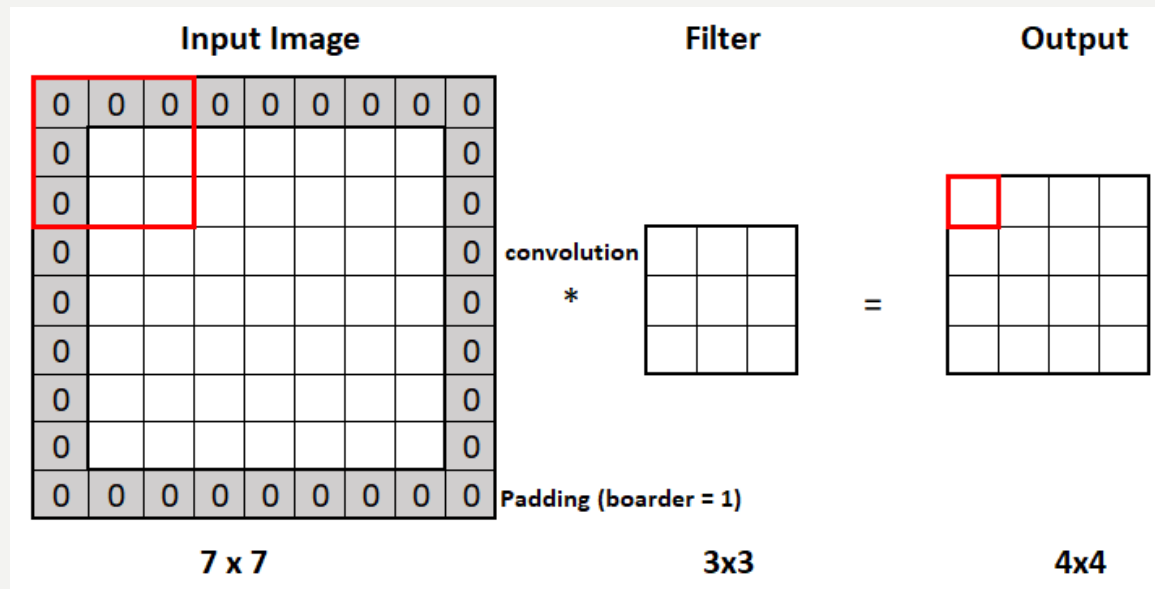 Input Image Filter Output
0 0 0 0 0 0 0 0 0
0 0
0 0
0 0 convolution
0 0 * =
0 0
0 0
0 0
0 0 0 0 0 0 0 0 0 Padding (boarder = 1)
7 x 7 3x3 4x4